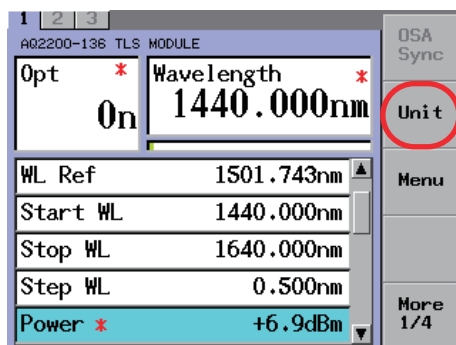 1 2 3
AQ2200-136 TLS MODULE
Opt *
On
Wavelength *
1440.000nm
WL Ref 1501.743nm
Start WL 1440.000nm
Stop WL 1640.000nm
Step WL 0.500nm
Power * +6.9dBm
OSA
Sync
Unit
Menu
More
1/4